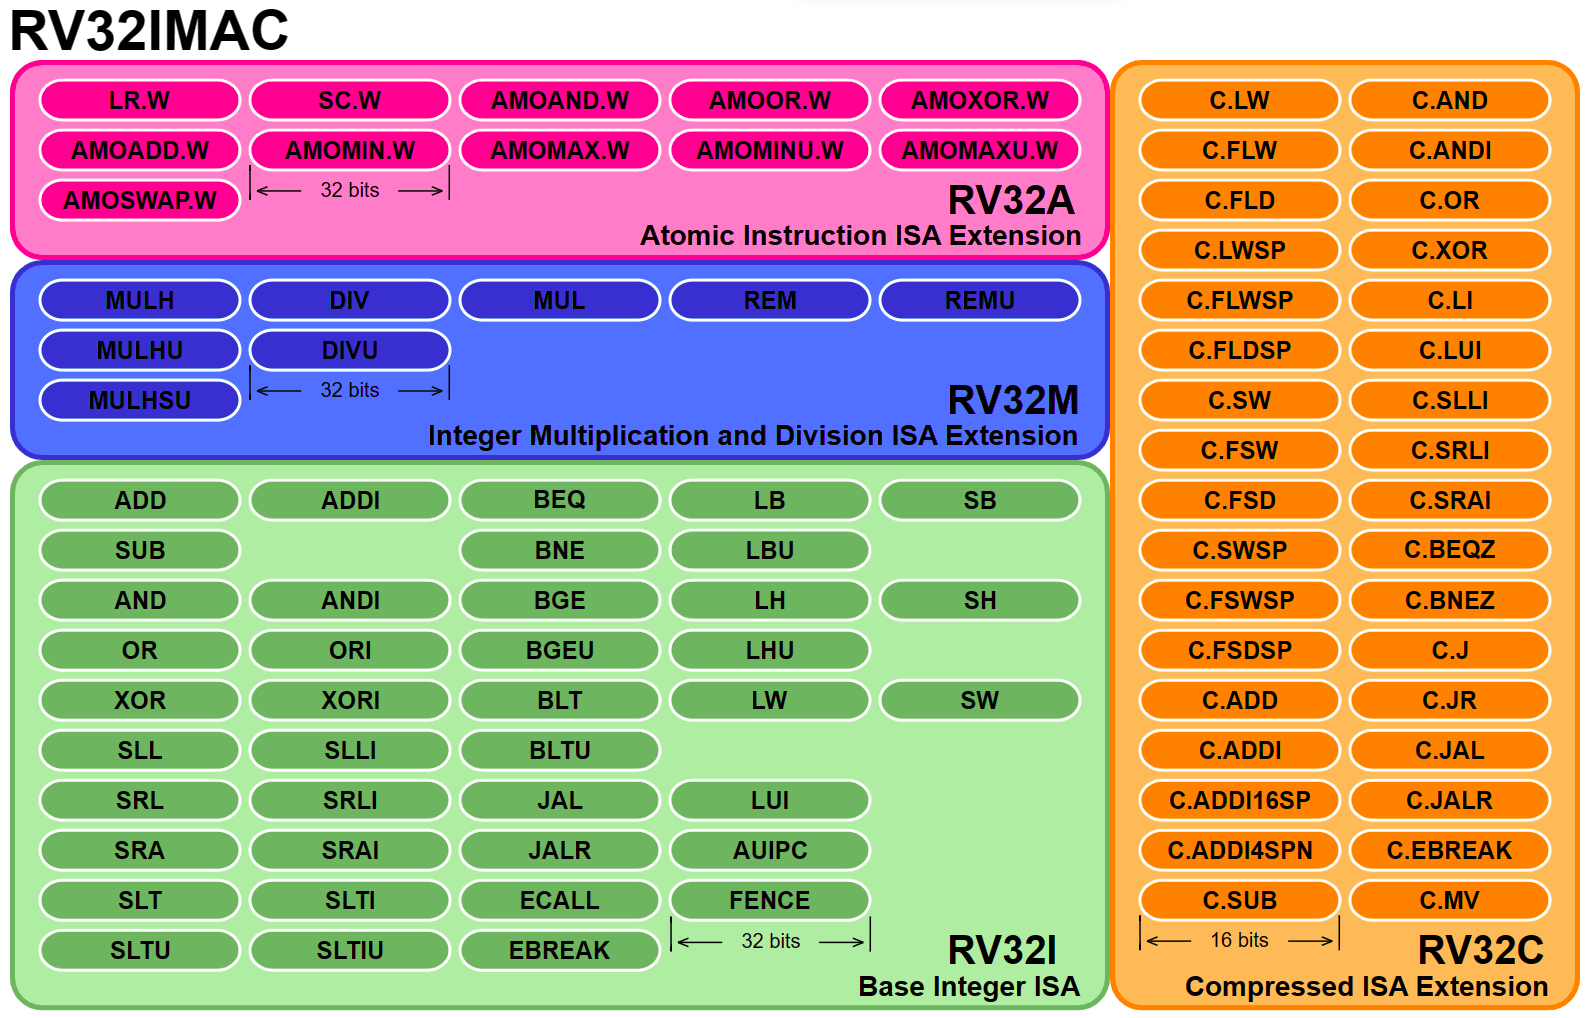 RV32IMAC
LR.W SC.W AMOAND.W AMOOR.W AMOXOR.W
AMOADD.W AMOMIN.W AMOMAX.W AMOMINU.W AMOMAXU.W
AMOSWAP.W 32 bits RV32A
Atomic Instruction ISA Extension
MULH DIV MUL REM REMU
MULHU DIVU
MULHSU 32 bits RV32M
Integer Multiplication and Division ISA Extension
ADD ADDI BEQ LB SB
SUB BNE LBU
AND ANDI BGE LH SH
OR ORI BGEU LHU
XOR XORI BLT LW SW
SLL SLLI BLTU
SRL SRLI JAL LUI
SRA SRAI JALR AUIPC
SLT SLTI ECALL FENCE
SLTU SLTIU EBREAK 32 bits RV32I
Base Integer ISA
C.LW C.AND
C.FLW C.ANDI
C.FLD C.OR
C.LWSP C.XOR
C.FLWSP C.LI
C.FLDSP C.LUI
C.SW C.SLLI
C.FSW C.SRLI
C.FSD C.SRAI
C.SWSP C.BEQZ
C.FSWSP C.BNEZ
C.FSDSP C.J
C.ADD C.JR
C.ADDI C.JAL
C.ADDI16SP C.JALR
C.ADDI4SPN C.EBREAK
C.SUB C.MV
16 bits RV32C
Compressed ISA Extension